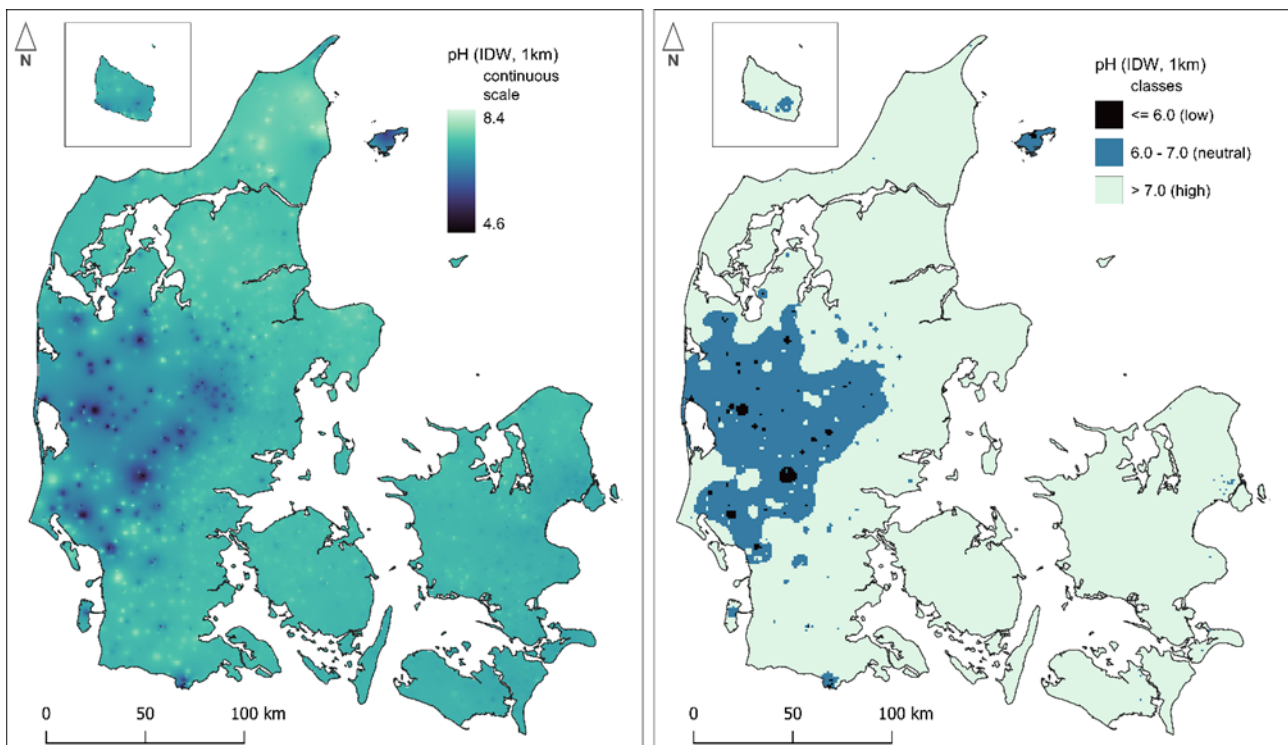 N
pH (IDW, 1km)
continuous
scale
8.4
4.6
0 50 100 km
N
pH (IDW, 1km)
classes
<= 6.0 (low)
6.0 - 7.0 (neutral)
> 7.0 (high)
0 50 100 km